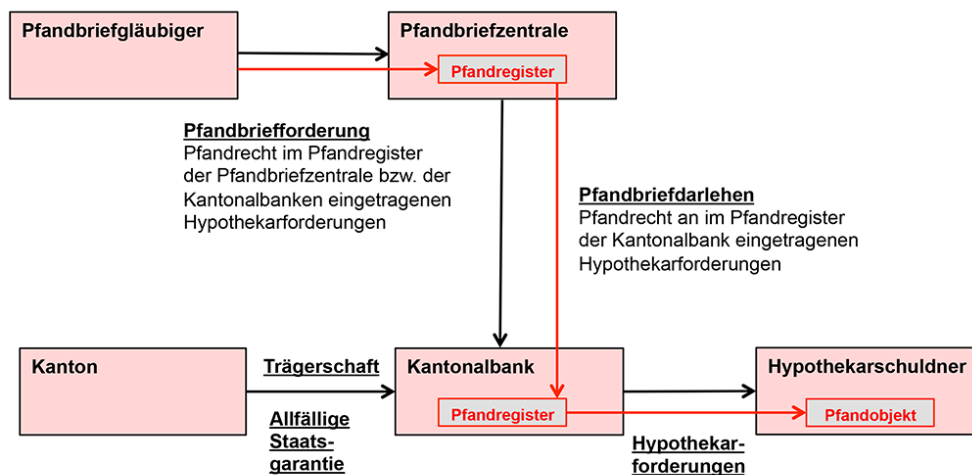 Pfandbriefgläubiger
Pfandbriefzentrale
Pfandregister
Pfandbriefforderung
Pfandrecht im Pfandregister
der Pfandbriefzentrale bzw. der
Kantonalbanken eingetragenen
Hypothekarforderungen
Pfandbriefdarlehen
Pfandrecht an im Pfandregister
der Kantonalbank eingetragenen
Hypothekarforderungen
Kanton
Trägerschaft
Allfällige
Staats-
garantie
Kantonalbank
Pfandregister
Hypothekar-
forderungen
Hypothekarschuldner
Pfandobjekt